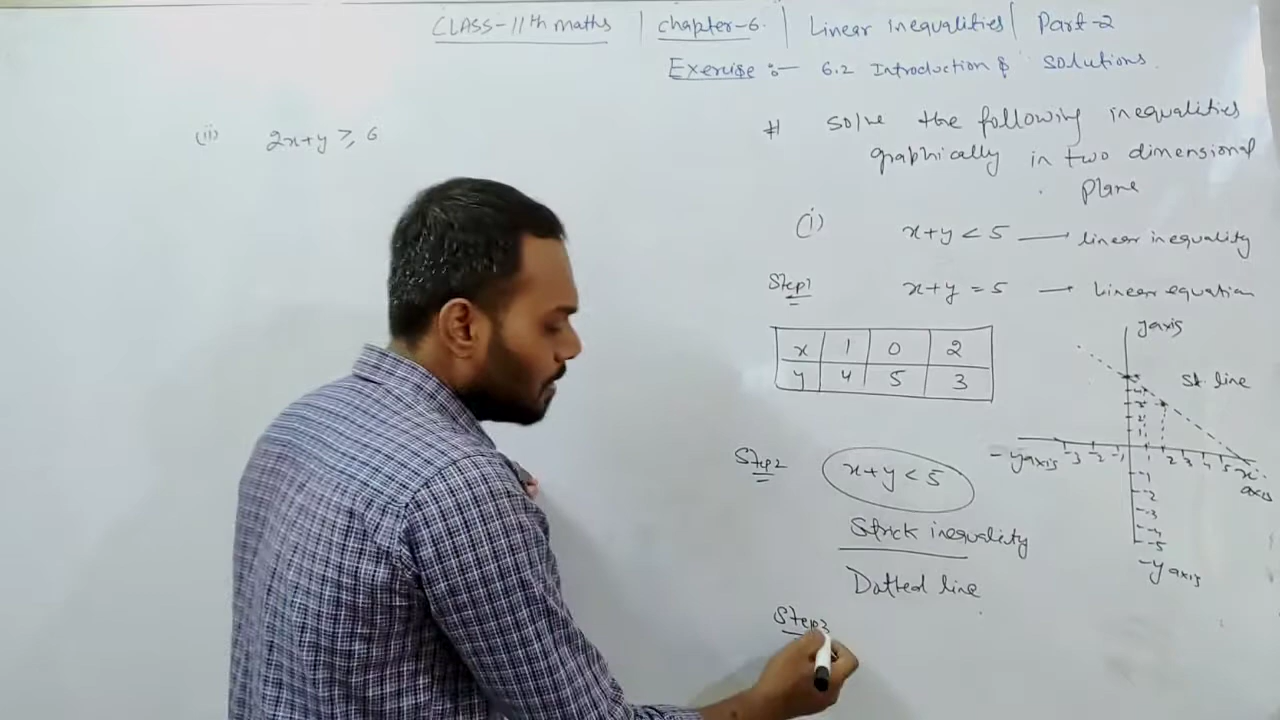 CLASS-11th maths | chapter-6. | Linear inequalities | Part-2
Exercise :- 6.2 Introduction & Solutions.
(ii) 2x+y ≥ 6
# Solve the following inequalities
graphically in two dimensional
plane
(i) x+y < 5 → linear inequality
Step1 x+y = 5 → Linear equation
x 1 0 2
y 4 5 3
y axis
St. line
-y axis -3 -2 -1 1 2 3 4 5 x-
axis
-1
-2
-3
-4
-5
-y axis
Step2 x+y < 5
Strick inequality
Dotted line
Step3